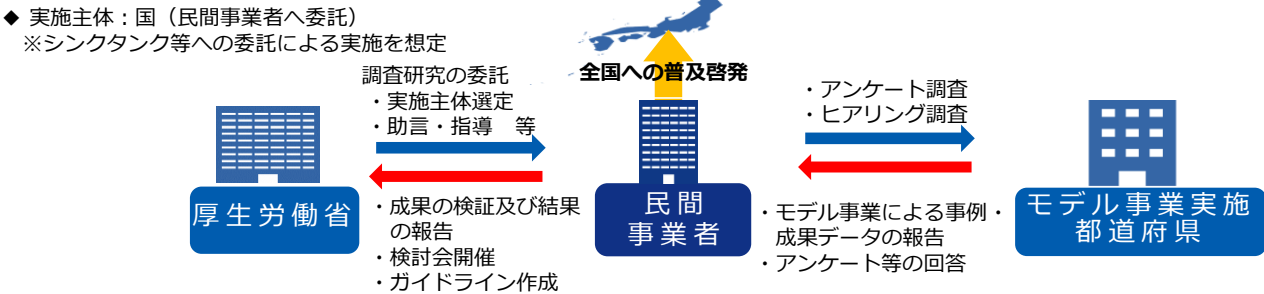 ◆ 実施主体：国（民間事業者へ委託）
※シンクタンク等への委託による実施を想定
全国への普及啓発
調査研究の委託
・実施主体選定
・助言・指導　等
・アンケート調査
・ヒアリング調査
厚生労働省
・成果の検証及び結果
の報告
・検討会開催
・ガイドライン作成
民間
事業者
・モデル事業による事例・
成果データの報告
・アンケート等の回答
モデル事業実施
都道府県